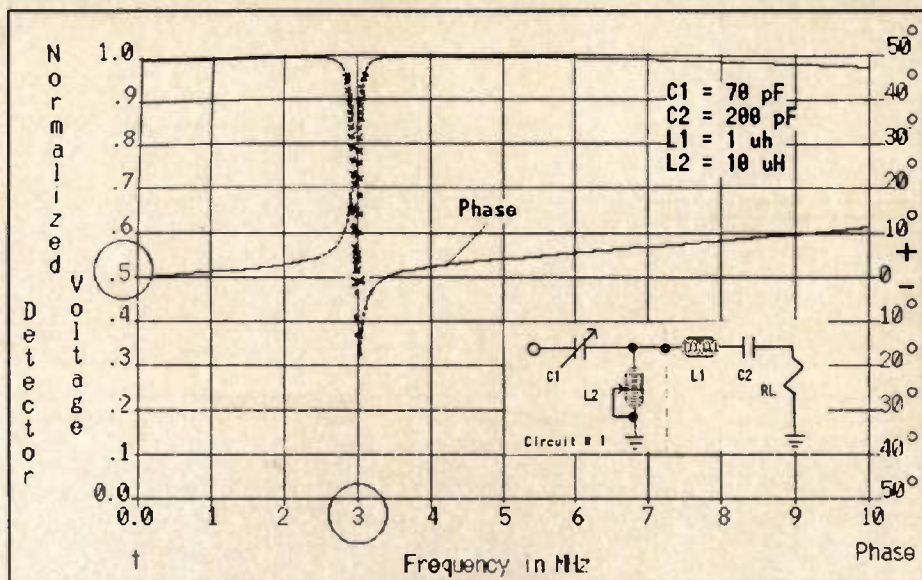 Normalized
Detector Voltage
1.0
.9
.8
.7
.6
.5
.4
.3
.2
.1
0.0
50°
40°
30°
20°
10°
+
0
-
10°
20°
30°
40°
50°
C1 = 70 pF
C2 = 200 pF
L1 = 1 uh
L2 = 10 uH
Phase
C1
L2
L1
C2
RL
Circuit # 1
0.0 1 2 3 4 5 6 7 8 9 10
t
Frequency in MHz
Phase